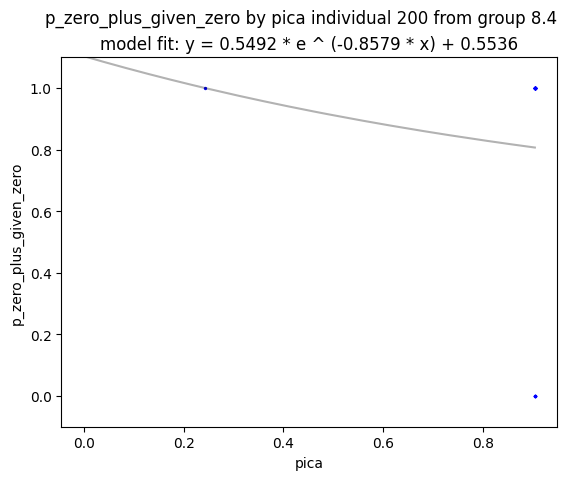 p_zero_plus_given_zero by pica individual 200 from group 8.4
model fit: y = 0.5492 * e ^ (-0.8579 * x) + 0.5536
1.0
0.8
0.6
0.4
0.2
0.0
p_zero_plus_given_zero
0.0 0.2 0.4 0.6 0.8
pica